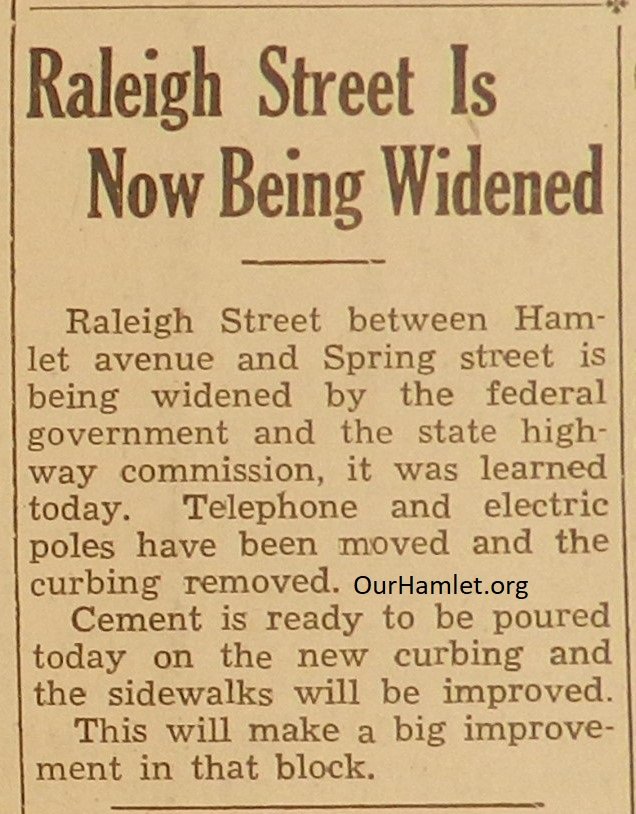 Raleigh Street Is
Now Being Widened
Raleigh Street between Ham-
let avenue and Spring street is
being widened by the federal
government and the state high-
way commission, it was learned
today. Telephone and electric
poles have been moved and the
curbing removed. OurHamlet.org
Cement is ready to be poured
today on the new curbing and
the sidewalks will be improved.
This will make a big improve-
ment in that block.